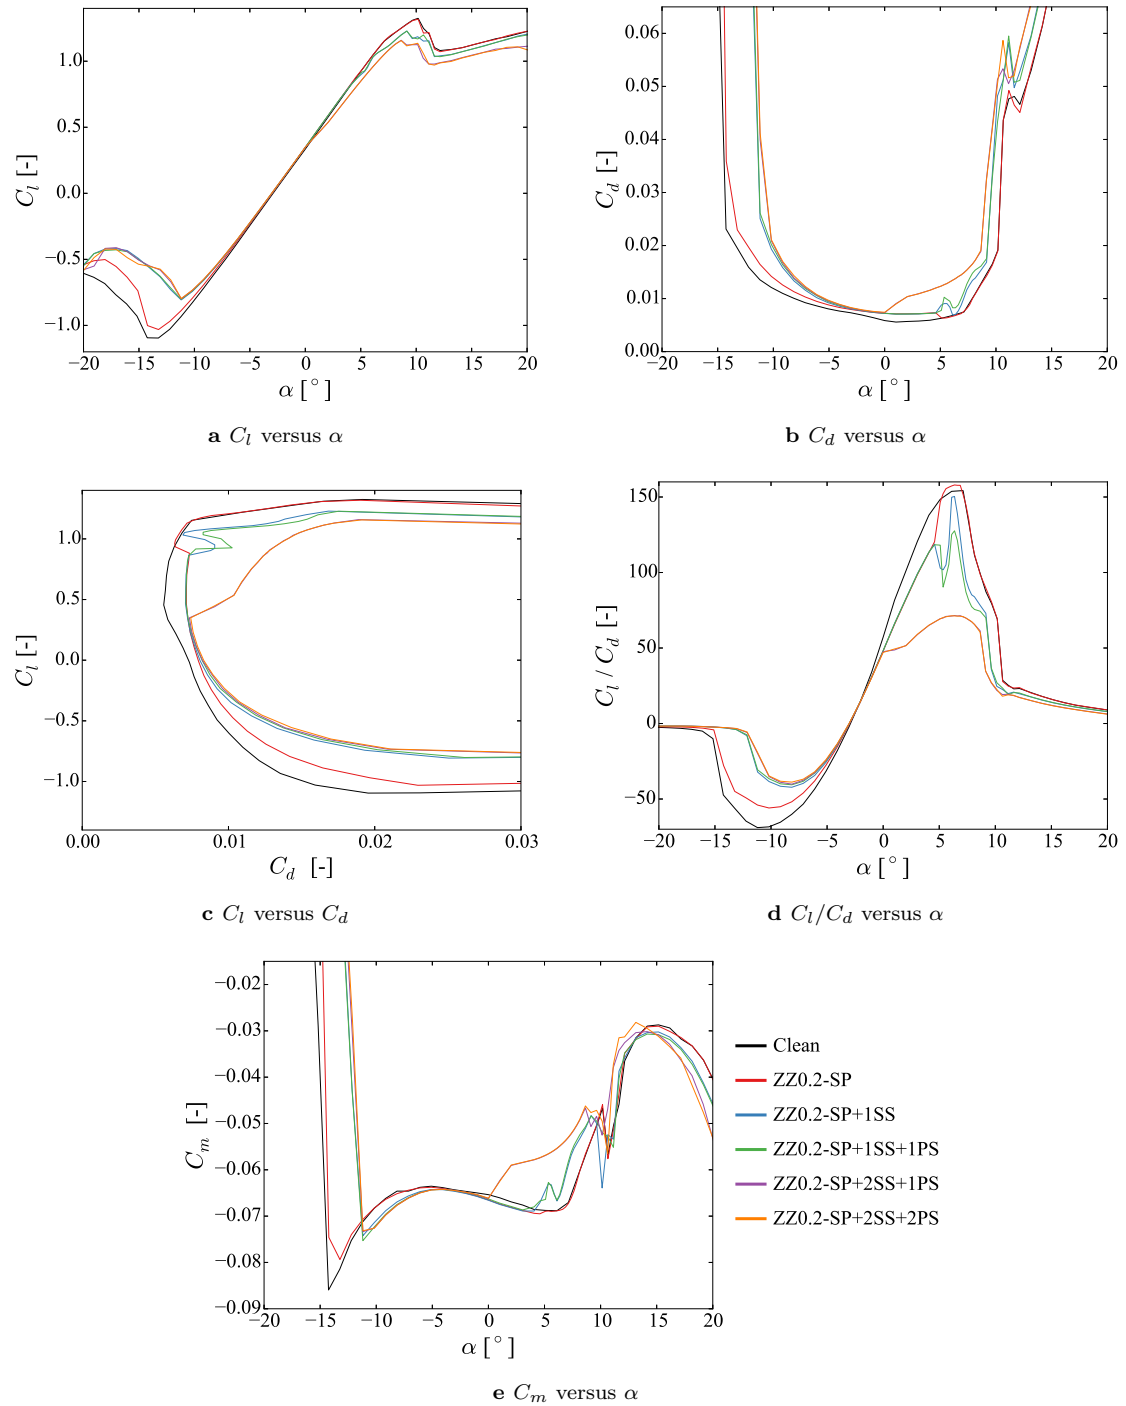 1.0
0.5
0.0
−0.5
−1.0
C_l [-]
−20 −15 −10 −5 0 5 10 15 20
α [°]
a C_l versus α
0.06
0.05
0.04
0.03
0.02
0.01
0.00
C_d [-]
−20 −15 −10 −5 0 5 10 15 20
α [°]
b C_d versus α
1.0
0.5
0.0
−0.5
−1.0
C_l [-]
0.00 0.01 0.02 0.03
C_d [-]
c C_l versus C_d
150
100
50
0
−50
C_l / C_d [-]
−20 −15 −10 −5 0 5 10 15 20
α [°]
d C_l/C_d versus α
−0.02
−0.03
−0.04
−0.05
−0.06
−0.07
−0.08
−0.09
C_m [-]
−20 −15 −10 −5 0 5 10 15 20
α [°]
Clean
ZZ0.2-SP
ZZ0.2-SP+1SS
ZZ0.2-SP+1SS+1PS
ZZ0.2-SP+2SS+1PS
ZZ0.2-SP+2SS+2PS
e C_m versus α